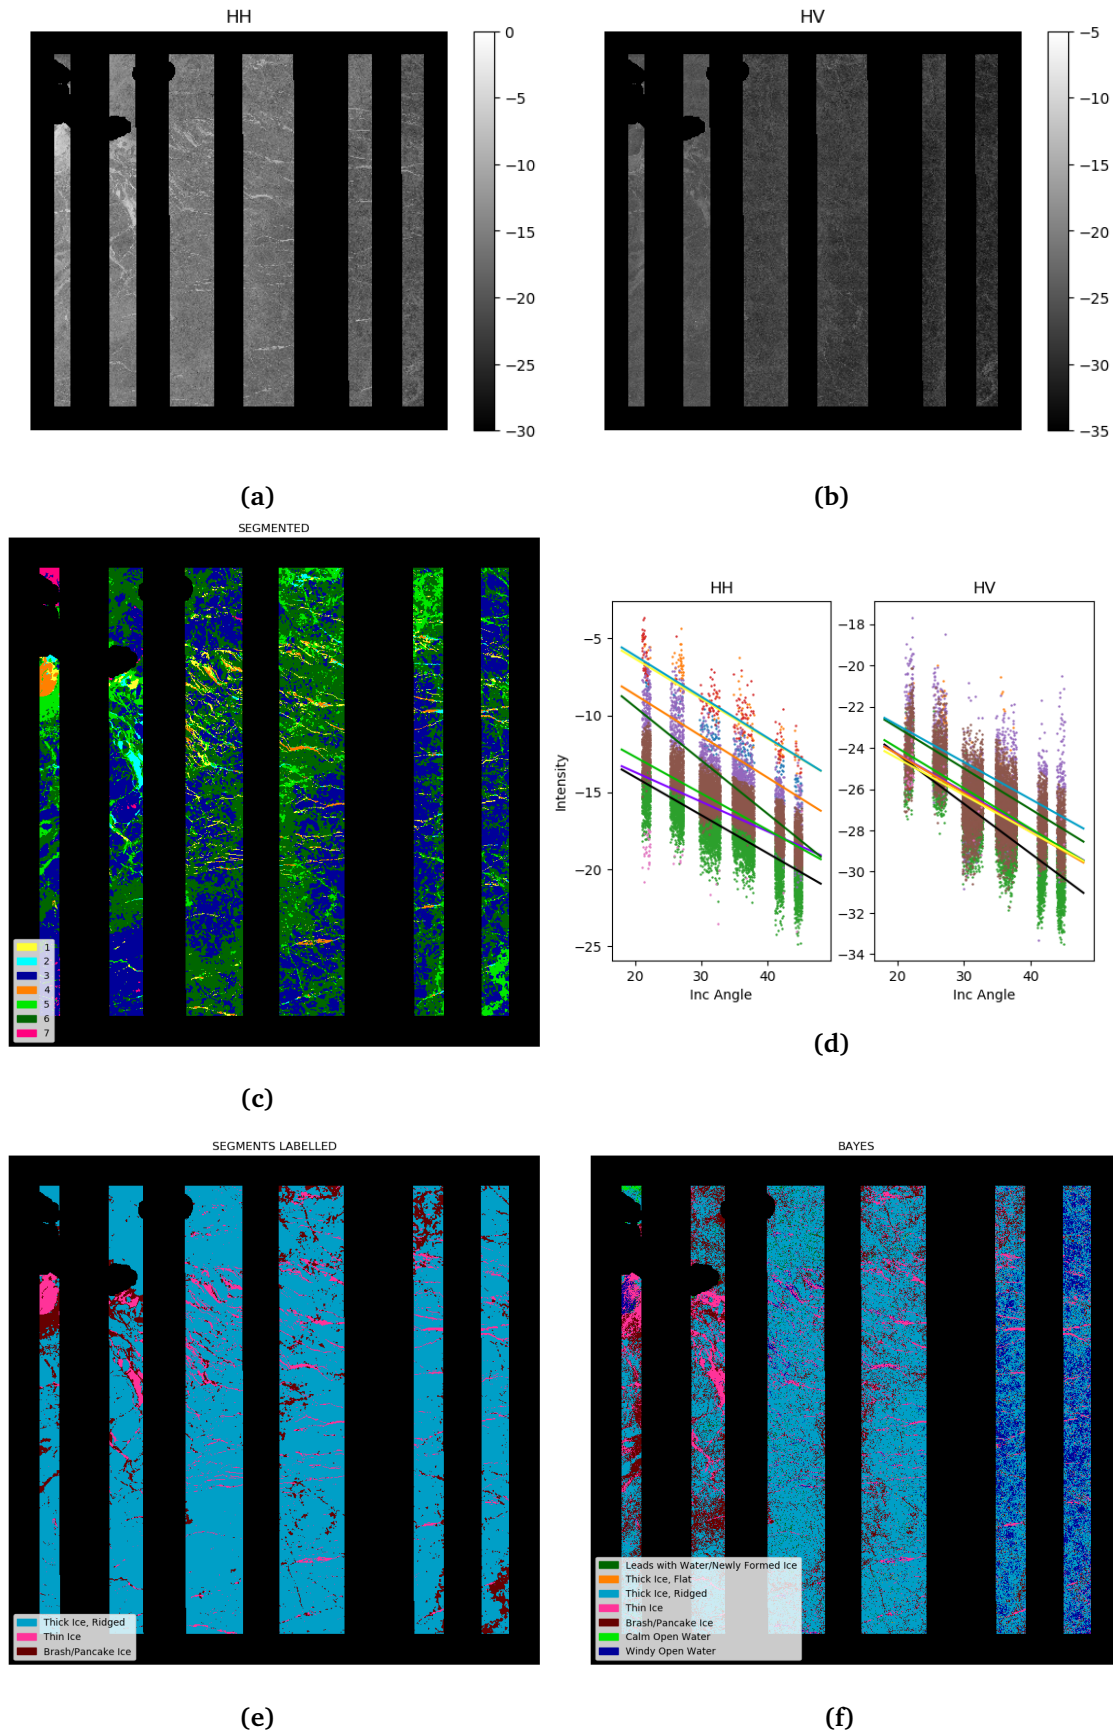 HH
HV
0
−5
−10
−15
−20
−25
−30
−5
−10
−15
−20
−25
−30
−35
(a)
(b)
SEGMENTED
1
2
3
4
5
6
7
(c)
HH
HV
Intensity
−5
−10
−15
−20
−25
20
30
40
Inc Angle
−18
−20
−22
−24
−26
−28
−30
−32
−34
20
30
40
Inc Angle
(d)
SEGMENTS LABELLED
Thick Ice, Ridged
Thin Ice
Brash/Pancake Ice
(e)
BAYES
Leads with Water/Newly Formed Ice
Thick Ice, Flat
Thick Ice, Ridged
Thin Ice
Brash/Pancake Ice
Calm Open Water
Windy Open Water
(f)